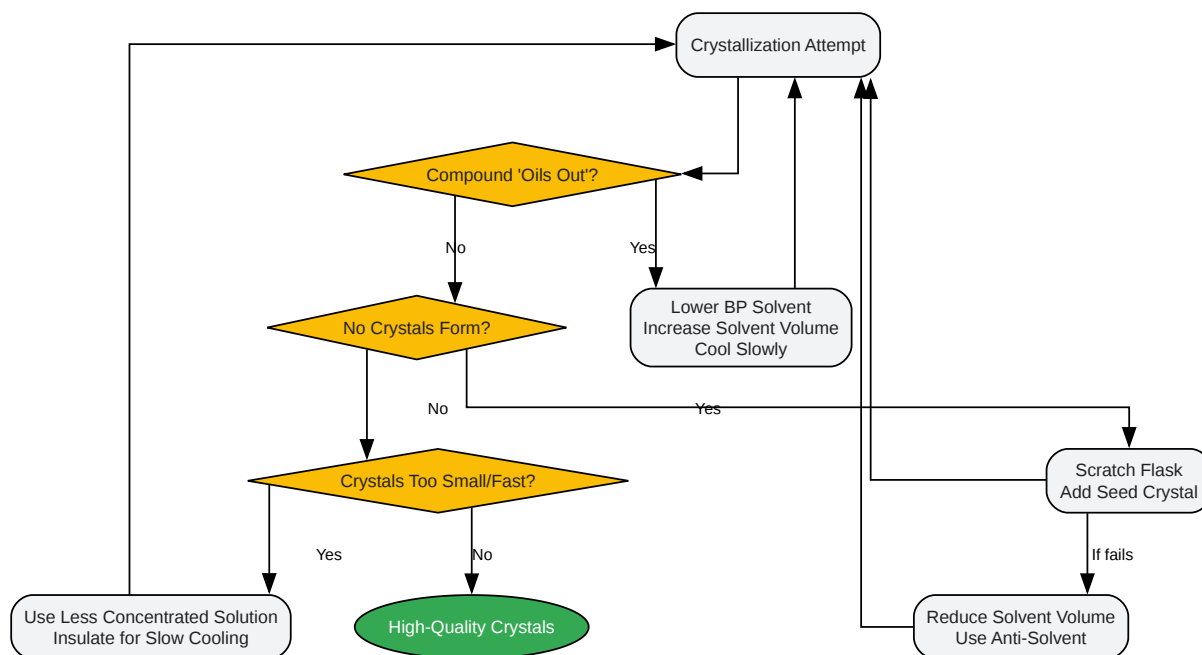 Crystallization Attempt
Compound 'Oils Out'?
No
Yes
Lower BP Solvent
Increase Solvent Volume
Cool Slowly
No Crystals Form?
No
Yes
Crystals Too Small/Fast?
Scratch Flask
Add Seed Crystal
Yes
No
If fails
Use Less Concentrated Solution
Insulate for Slow Cooling
High-Quality Crystals
Reduce Solvent Volume
Use Anti-Solvent